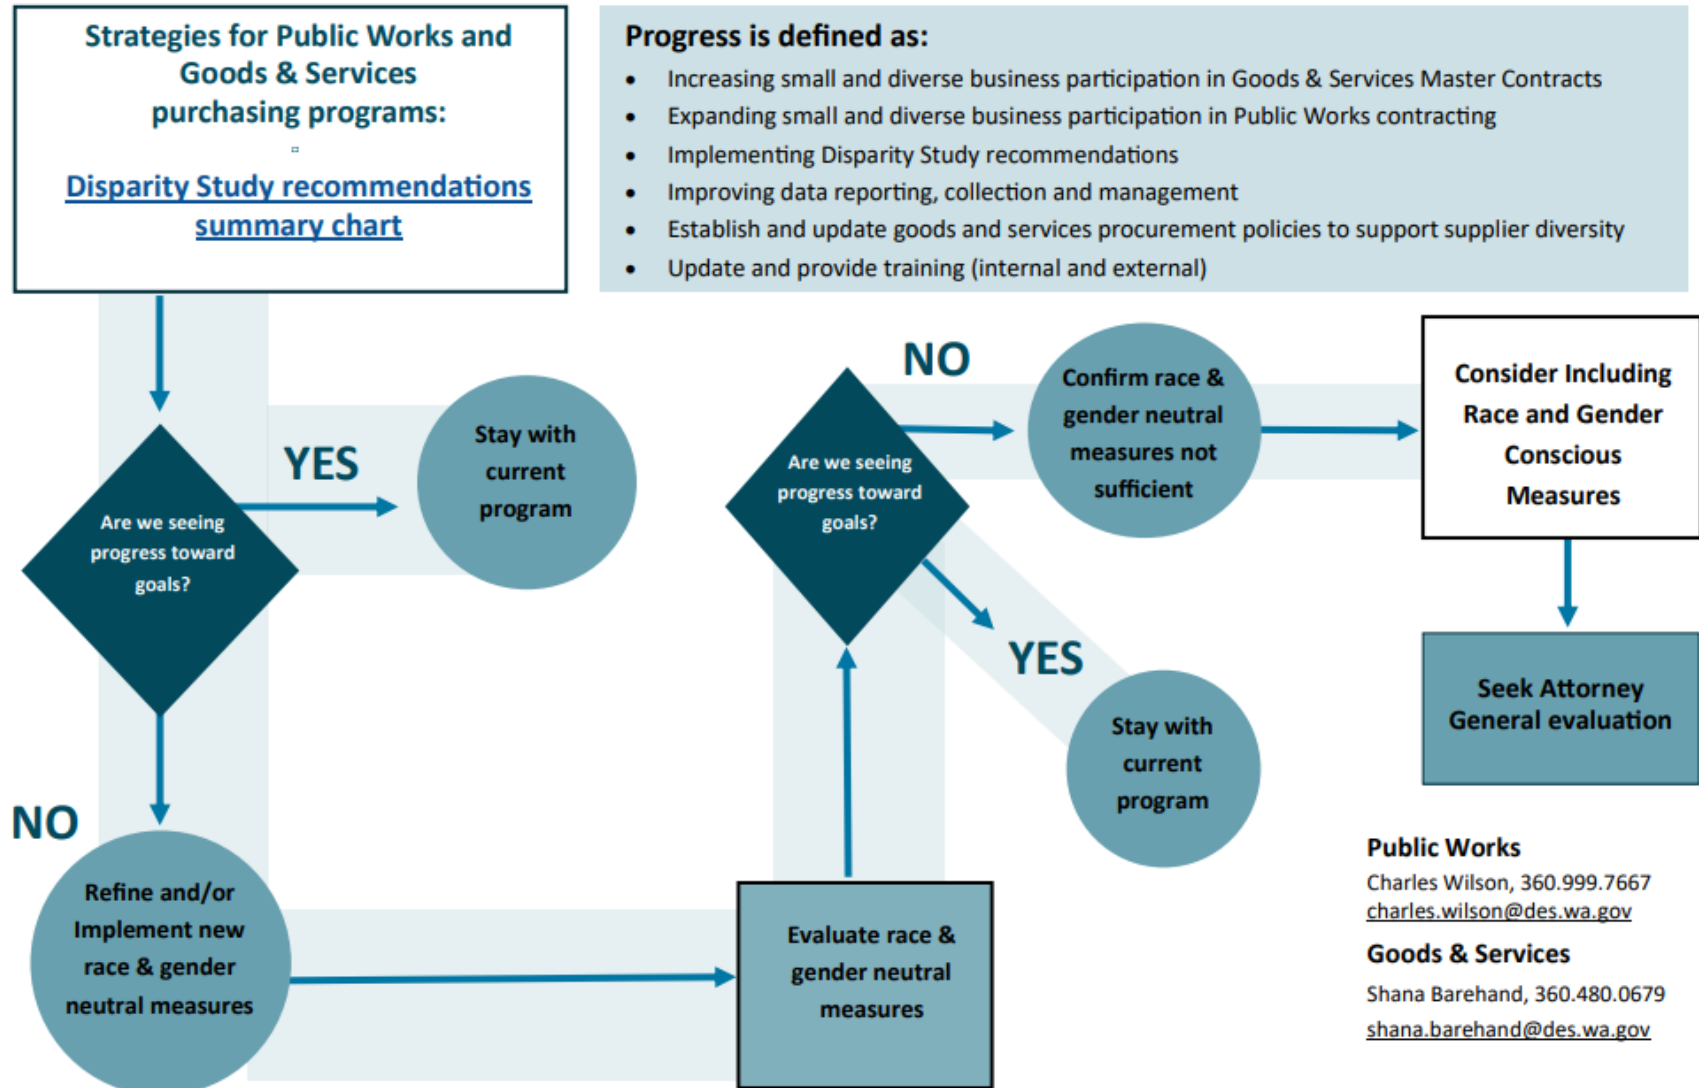 Strategies for Public Works and
Goods & Services
purchasing programs:
Disparity Study recommendations
summary chart
Progress is defined as:
• Increasing small and diverse business participation in Goods & Services Master Contracts
• Expanding small and diverse business participation in Public Works contracting
• Implementing Disparity Study recommendations
• Improving data reporting, collection and management
• Establish and update goods and services procurement policies to support supplier diversity
• Update and provide training (internal and external)
Are we seeing
progress toward
goals?
YES
Stay with
current
program
NO
Refine and/or
Implement new
race & gender
neutral measures
Evaluate race &
gender neutral
measures
Are we seeing
progress toward
goals?
YES
Stay with
current
program
NO
Confirm race &
gender neutral
measures not
sufficient
Consider Including
Race and Gender
Conscious
Measures
Seek Attorney
General evaluation
Public Works
Charles Wilson, 360.999.7667
charles.wilson@des.wa.gov
Goods & Services
Shana Barehand, 360.480.0679
shana.barehand@des.wa.gov